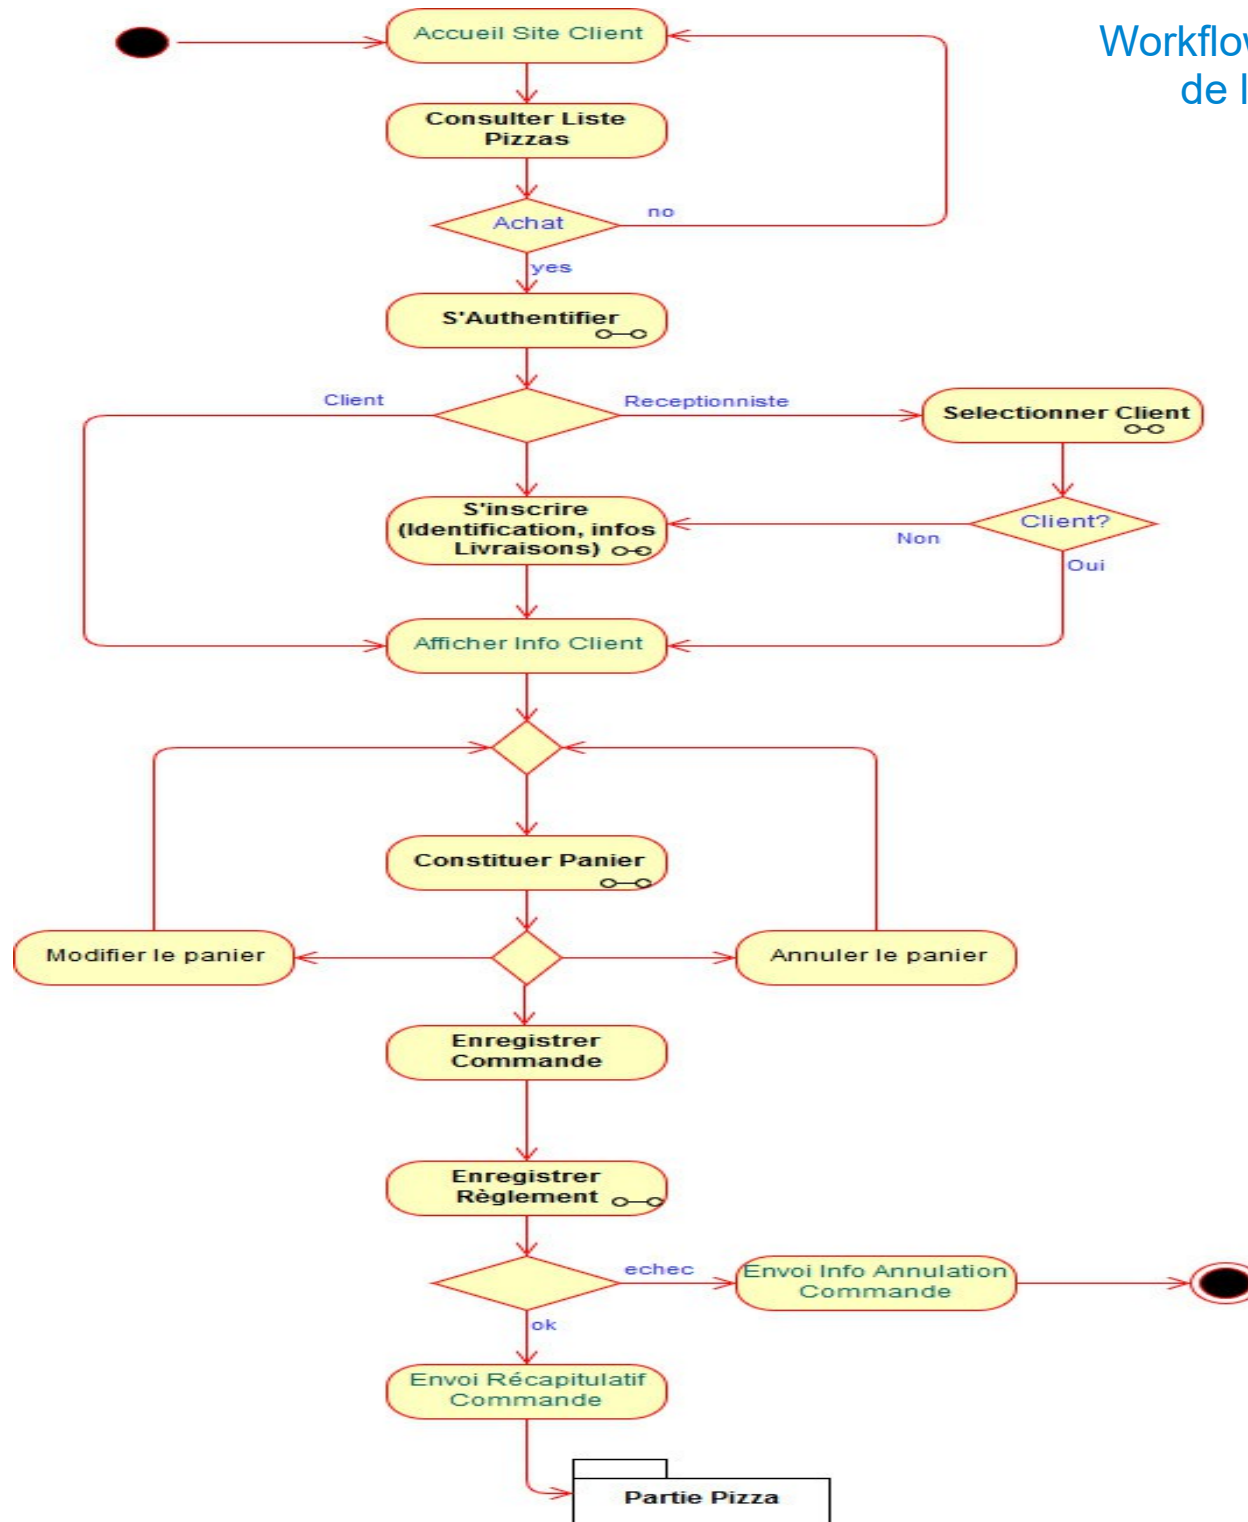 Workflow
de l
Accueil Site Client
Consulter Liste
Pizzas
Achat
no
yes
S'Authentifier
Client
Receptionniste
Selectionner Client
S'inscrire
(Identification, infos
Livraisons)
Non
Client?
Oui
Afficher Info Client
Constituer Panier
Modifier le panier
Annuler le panier
Enregistrer
Commande
Enregistrer
Règlement
echec
Envoi Info Annulation
Commande
ok
Envoi Récapitulatif
Commande
Partie Pizza